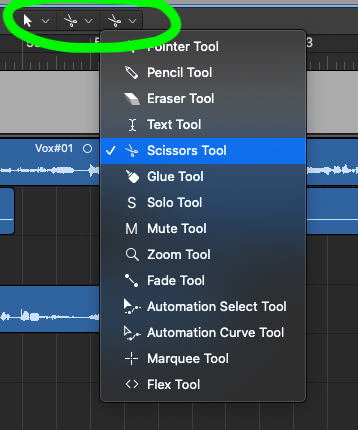 3
Pointer Tool
Pencil Tool
Eraser Tool
Text Tool
Vox#01
Scissors Tool
Glue Tool
S Solo Tool
M Mute Tool
Zoom Tool
Fade Tool
Automation Select Tool
Automation Curve Tool
Marquee Tool
Flex Tool